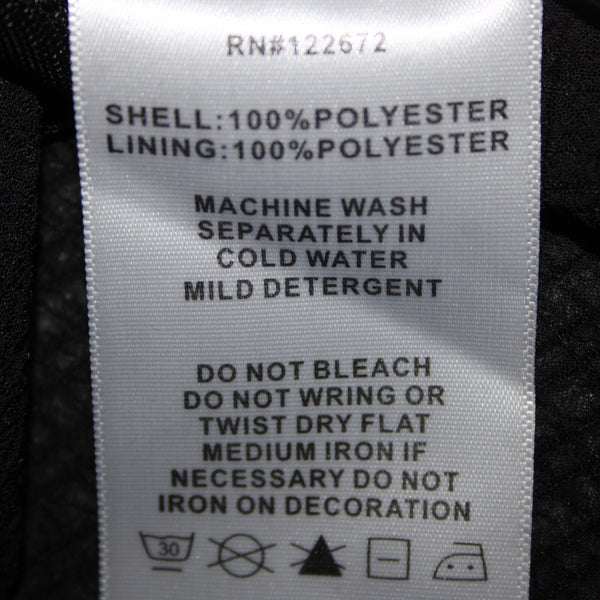 RN#122672
SHELL:100%POLYESTER
LINING:100%POLYESTER
MACHINE WASH
SEPARATELY IN
COLD WATER
MILD DETERGENT
DO NOT BLEACH
DO NOT WRING OR
TWIST DRY FLAT
MEDIUM IRON IF
NECESSARY DO NOT
IRON ON DECORATION
30